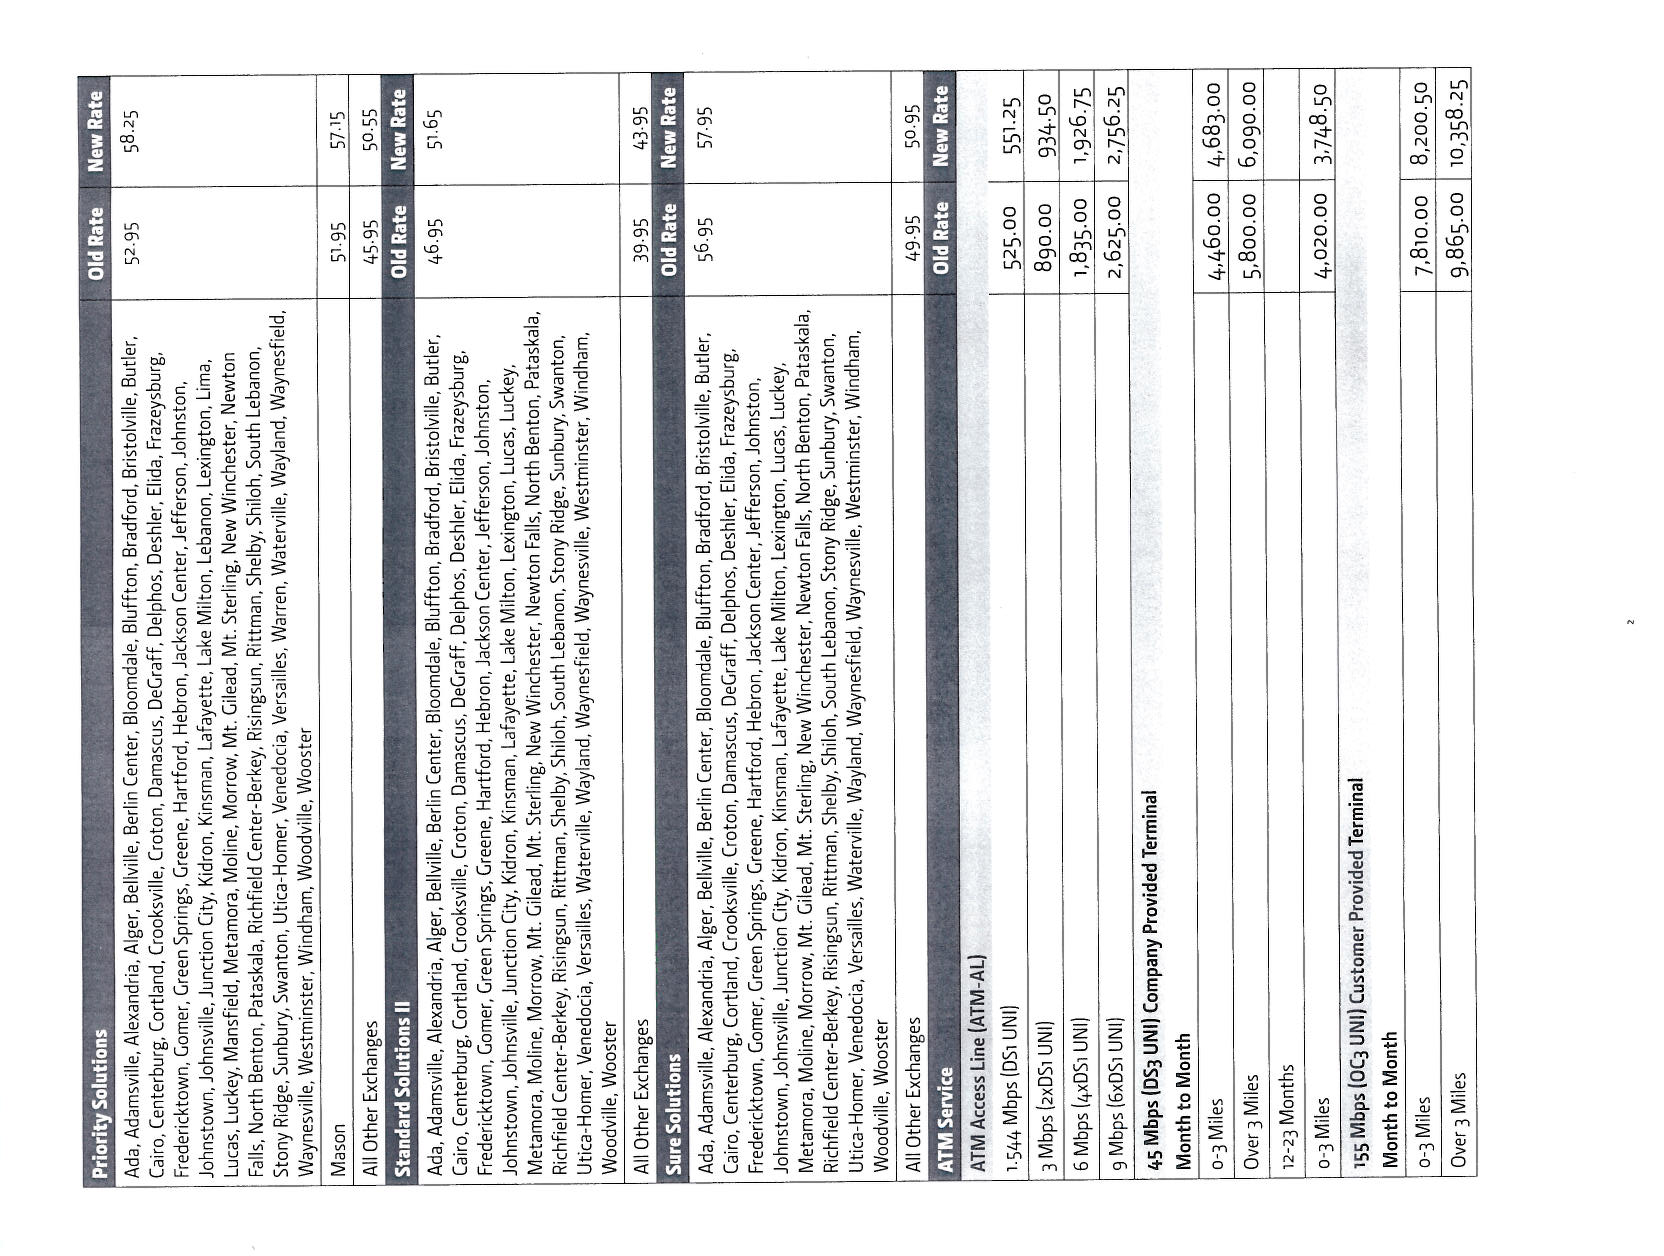 Priority Solutions Old Rate New Rate
Ada, Adamsville, Alexandria, Alger, Bellville, Berlin Center, Bloomdale, Bluffton, Bradford, Bristolville, Butler, 52.95 58.25
Cairo, Centerburg, Cortland, Crooksville, Croton, Damascus, DeGraff, Delphos, Deshler, Elida, Frazeysburg,
Fredericktown, Gomer, Green Springs, Greene, Hartford, Hebron, Jackson Center, Jefferson, Johnston,
Johnstown, Johnsville, Junction City, Kidron, Kinsman, Lafayette, Lake Milton, Lebanon, Lexington, Lima,
Lucas, Luckey, Mansfield, Metamora, Moline, Morrow, Mt. Gilead, Mt. Sterling, New Winchester, Newton
Falls, North Benton, Pataskala, Richfield Center-Berkey, Risingsun, Rittman, Shelby, Shiloh, South Lebanon,
Stony Ridge, Sunbury, Swanton, Utica-Homer, Venedocia, Versailles, Warren, Waterville, Wayland, Waynesfield,
Waynesville, Westminster, Windham, Woodville, Wooster
Mason 51.95 57.15
All Other Exchanges 45.95 50.55
Standard Solutions II Old Rate New Rate
Ada, Adamsville, Alexandria, Alger, Bellville, Berlin Center, Bloomdale, Bluffton, Bradford, Bristolville, Butler, 46.95 51.65
Cairo, Centerburg, Cortland, Crooksville, Croton, Damascus, DeGraff, Delphos, Deshler, Elida, Frazeysburg,
Fredericktown, Gomer, Green Springs, Greene, Hartford, Hebron, Jackson Center, Jefferson, Johnston,
Johnstown, Johnsville, Junction City, Kidron, Kinsman, Lafayette, Lake Milton, Lexington, Lucas, Luckey,
Metamora, Moline, Morrow, Mt. Gilead, Mt. Sterling, New Winchester, Newton Falls, North Benton, Pataskala,
Richfield Center-Berkey, Risingsun, Rittman, Shelby, Shiloh, South Lebanon, Stony Ridge, Sunbury, Swanton,
Utica-Homer, Venedocia, Versailles, Waterville, Wayland, Waynesfield, Waynesville, Westminster, Windham,
Woodville, Wooster
All Other Exchanges 39.95 43.95
Sure Solutions Old Rate New Rate
Ada, Adamsville, Alexandria, Alger, Bellville, Berlin Center, Bloomdale, Bluffton, Bradford, Bristolville, Butler, 56.95 57.95
Cairo, Centerburg, Cortland, Crooksville, Croton, Damascus, DeGraff, Delphos, Deshler, Elida, Frazeysburg,
Fredericktown, Gomer, Green Springs, Greene, Hartford, Hebron, Jackson Center, Jefferson, Johnston,
Johnstown, Johnsville, Junction City, Kidron, Kinsman, Lafayette, Lake Milton, Lexington, Lucas, Luckey,
Metamora, Moline, Morrow, Mt. Gilead, Mt. Sterling, New Winchester, Newton Falls, North Benton, Pataskala,
Richfield Center-Berkey, Risingsun, Rittman, Shelby, Shiloh, South Lebanon, Stony Ridge, Sunbury, Swanton,
Utica-Homer, Venedocia, Versailles, Waterville, Wayland, Waynesfield, Waynesville, Westminster, Windham,
Woodville, Wooster
All Other Exchanges 49.95 50.95
ATM Service Old Rate New Rate
ATM Access Line (ATM-AL)
1.544 Mbps (DS1 UNI) 525.00 551.25
3 Mbps (2xDS1 UNI) 890.00 934.50
6 Mbps (4xDS1 UNI) 1,835.00 1,926.75
9 Mbps (6xDS1 UNI) 2,625.00 2,756.25
45 Mbps (DS3 UNI) Company Provided Terminal
Month to Month
0-3 Miles 4,460.00 4,683.00
Over 3 Miles 5,800.00 6,090.00
12-23 Months
0-3 Miles 4,020.00 3,748.50
155 Mbps (OC3 UNI) Customer Provided Terminal
Month to Month
0-3 Miles 7,810.00 8,200.50
Over 3 Miles 9,865.00 10,358.25
2